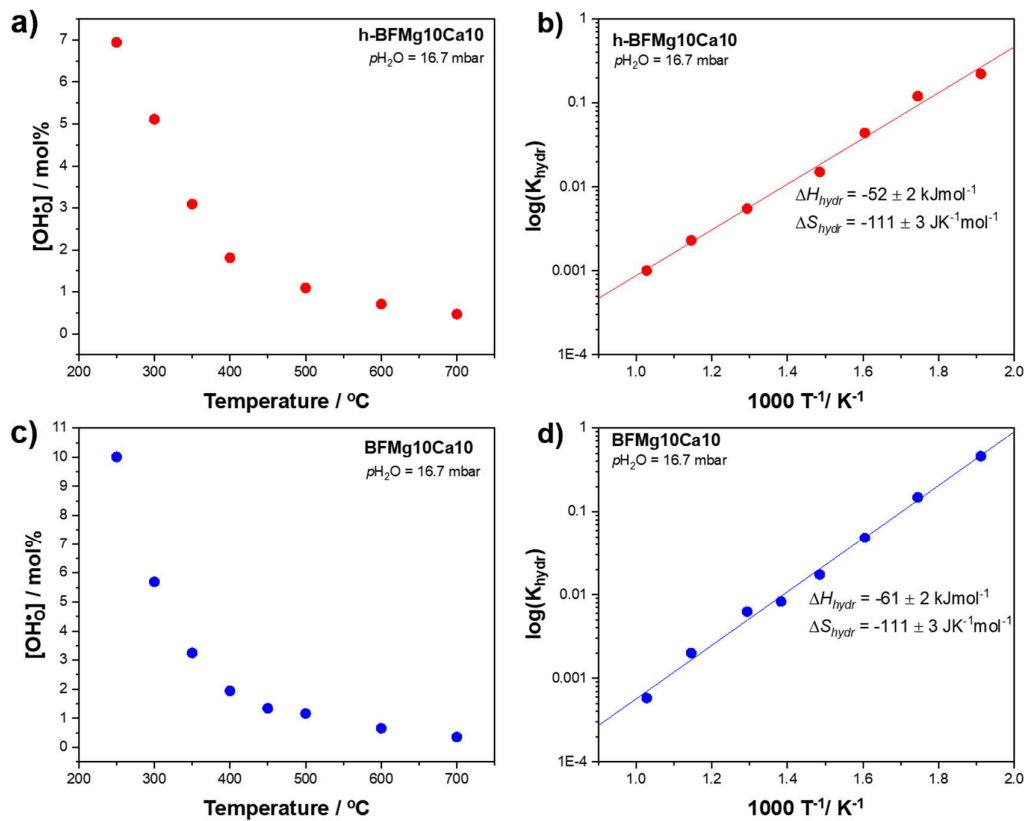 a)
h-BFMg10Ca10
pH₂O = 16.7 mbar
[OH•O] / mol%
7
6
5
4
3
2
1
0
200 300 400 500 600 700
Temperature / ºC
b)
h-BFMg10Ca10
pH₂O = 16.7 mbar
log(Khydr)
1
0.1
0.01
0.001
1E-4
ΔHhydr = -52 ± 2 kJmol⁻¹
ΔShydr = -111 ± 3 JK⁻¹mol⁻¹
1.0 1.2 1.4 1.6 1.8 2.0
1000 T⁻¹/ K⁻¹
c)
BFMg10Ca10
pH₂O = 16.7 mbar
[OH•O] / mol%
11
10
9
8
7
6
5
4
3
2
1
0
200 300 400 500 600 700
Temperature / ºC
d)
BFMg10Ca10
pH₂O = 16.7 mbar
log(Khydr)
1
0.1
0.01
0.001
1E-4
ΔHhydr = -61 ± 2 kJmol⁻¹
ΔShydr = -111 ± 3 JK⁻¹mol⁻¹
1.0 1.2 1.4 1.6 1.8 2.0
1000 T⁻¹/ K⁻¹